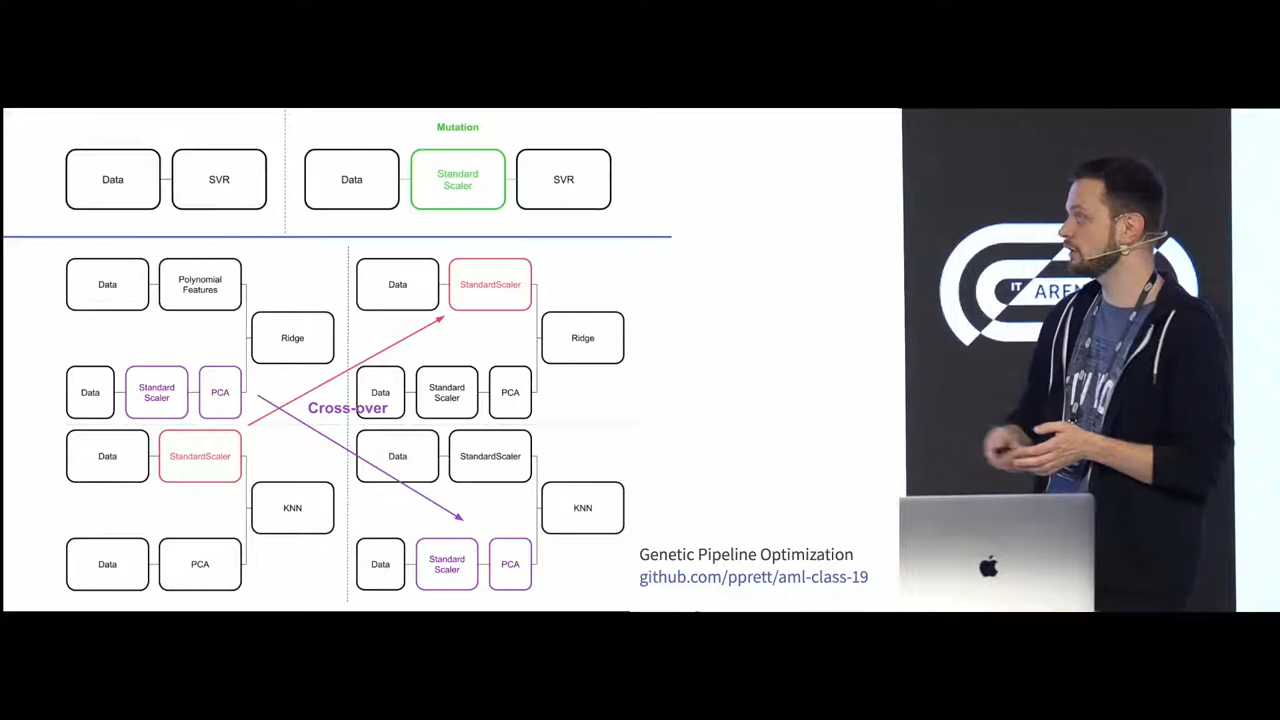 Mutation
Data
SVR
Data
Standard
Scaler
SVR
Data
Polynomial
Features
Ridge
Data
Standard
Scaler
PCA
Data
StandardScaler
Ridge
Data
Standard
Scaler
PCA
Cross-over
Data
StandardScaler
KNN
Data
PCA
Data
StandardScaler
KNN
Data
Standard
Scaler
PCA
Genetic Pipeline Optimization
github.com/pprett/aml-class-19
IT AREN